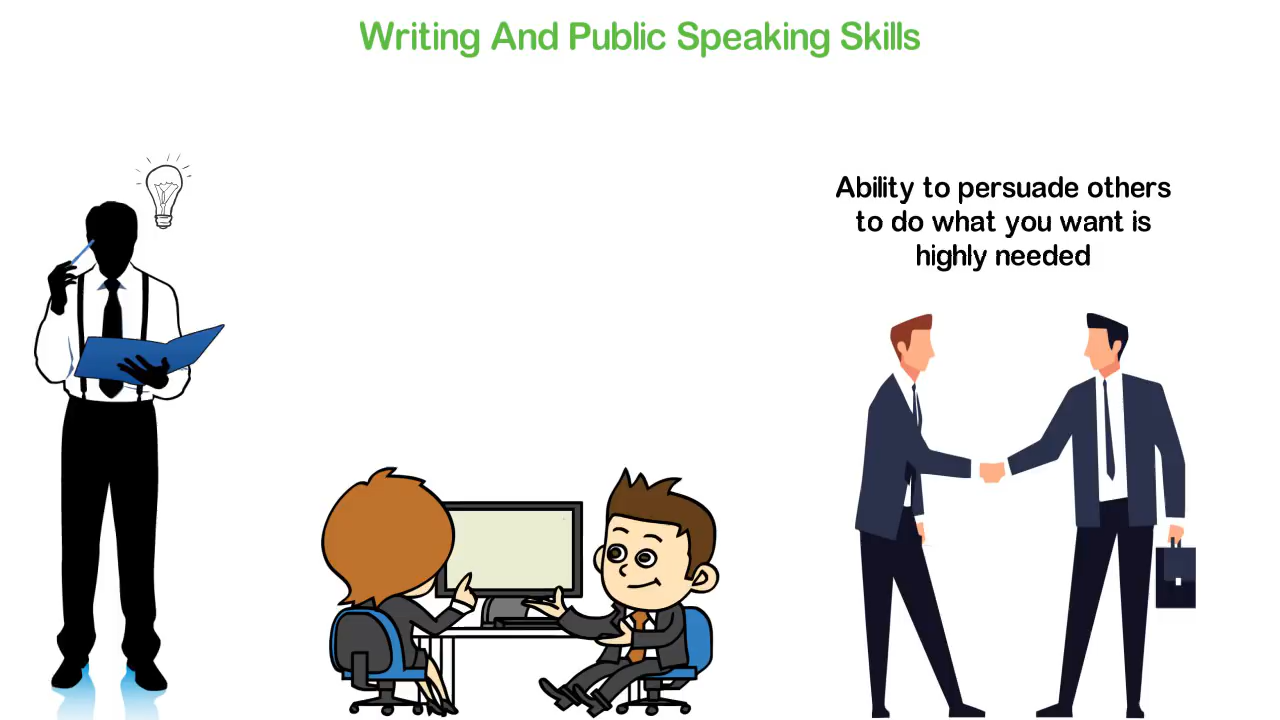 Writing And Public Speaking Skills
Ability to persuade others
to do what you want is
highly needed